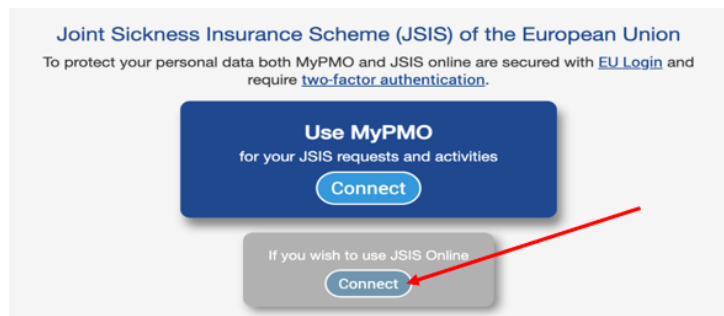 Joint Sickness Insurance Scheme (JSIS) of the European Union
To protect your personal data both MyPMO and JSIS online are secured with EU Login and
require two-factor authentication.
Use MyPMO
for your JSIS requests and activities
Connect
If you wish to use JSIS Online
Connect